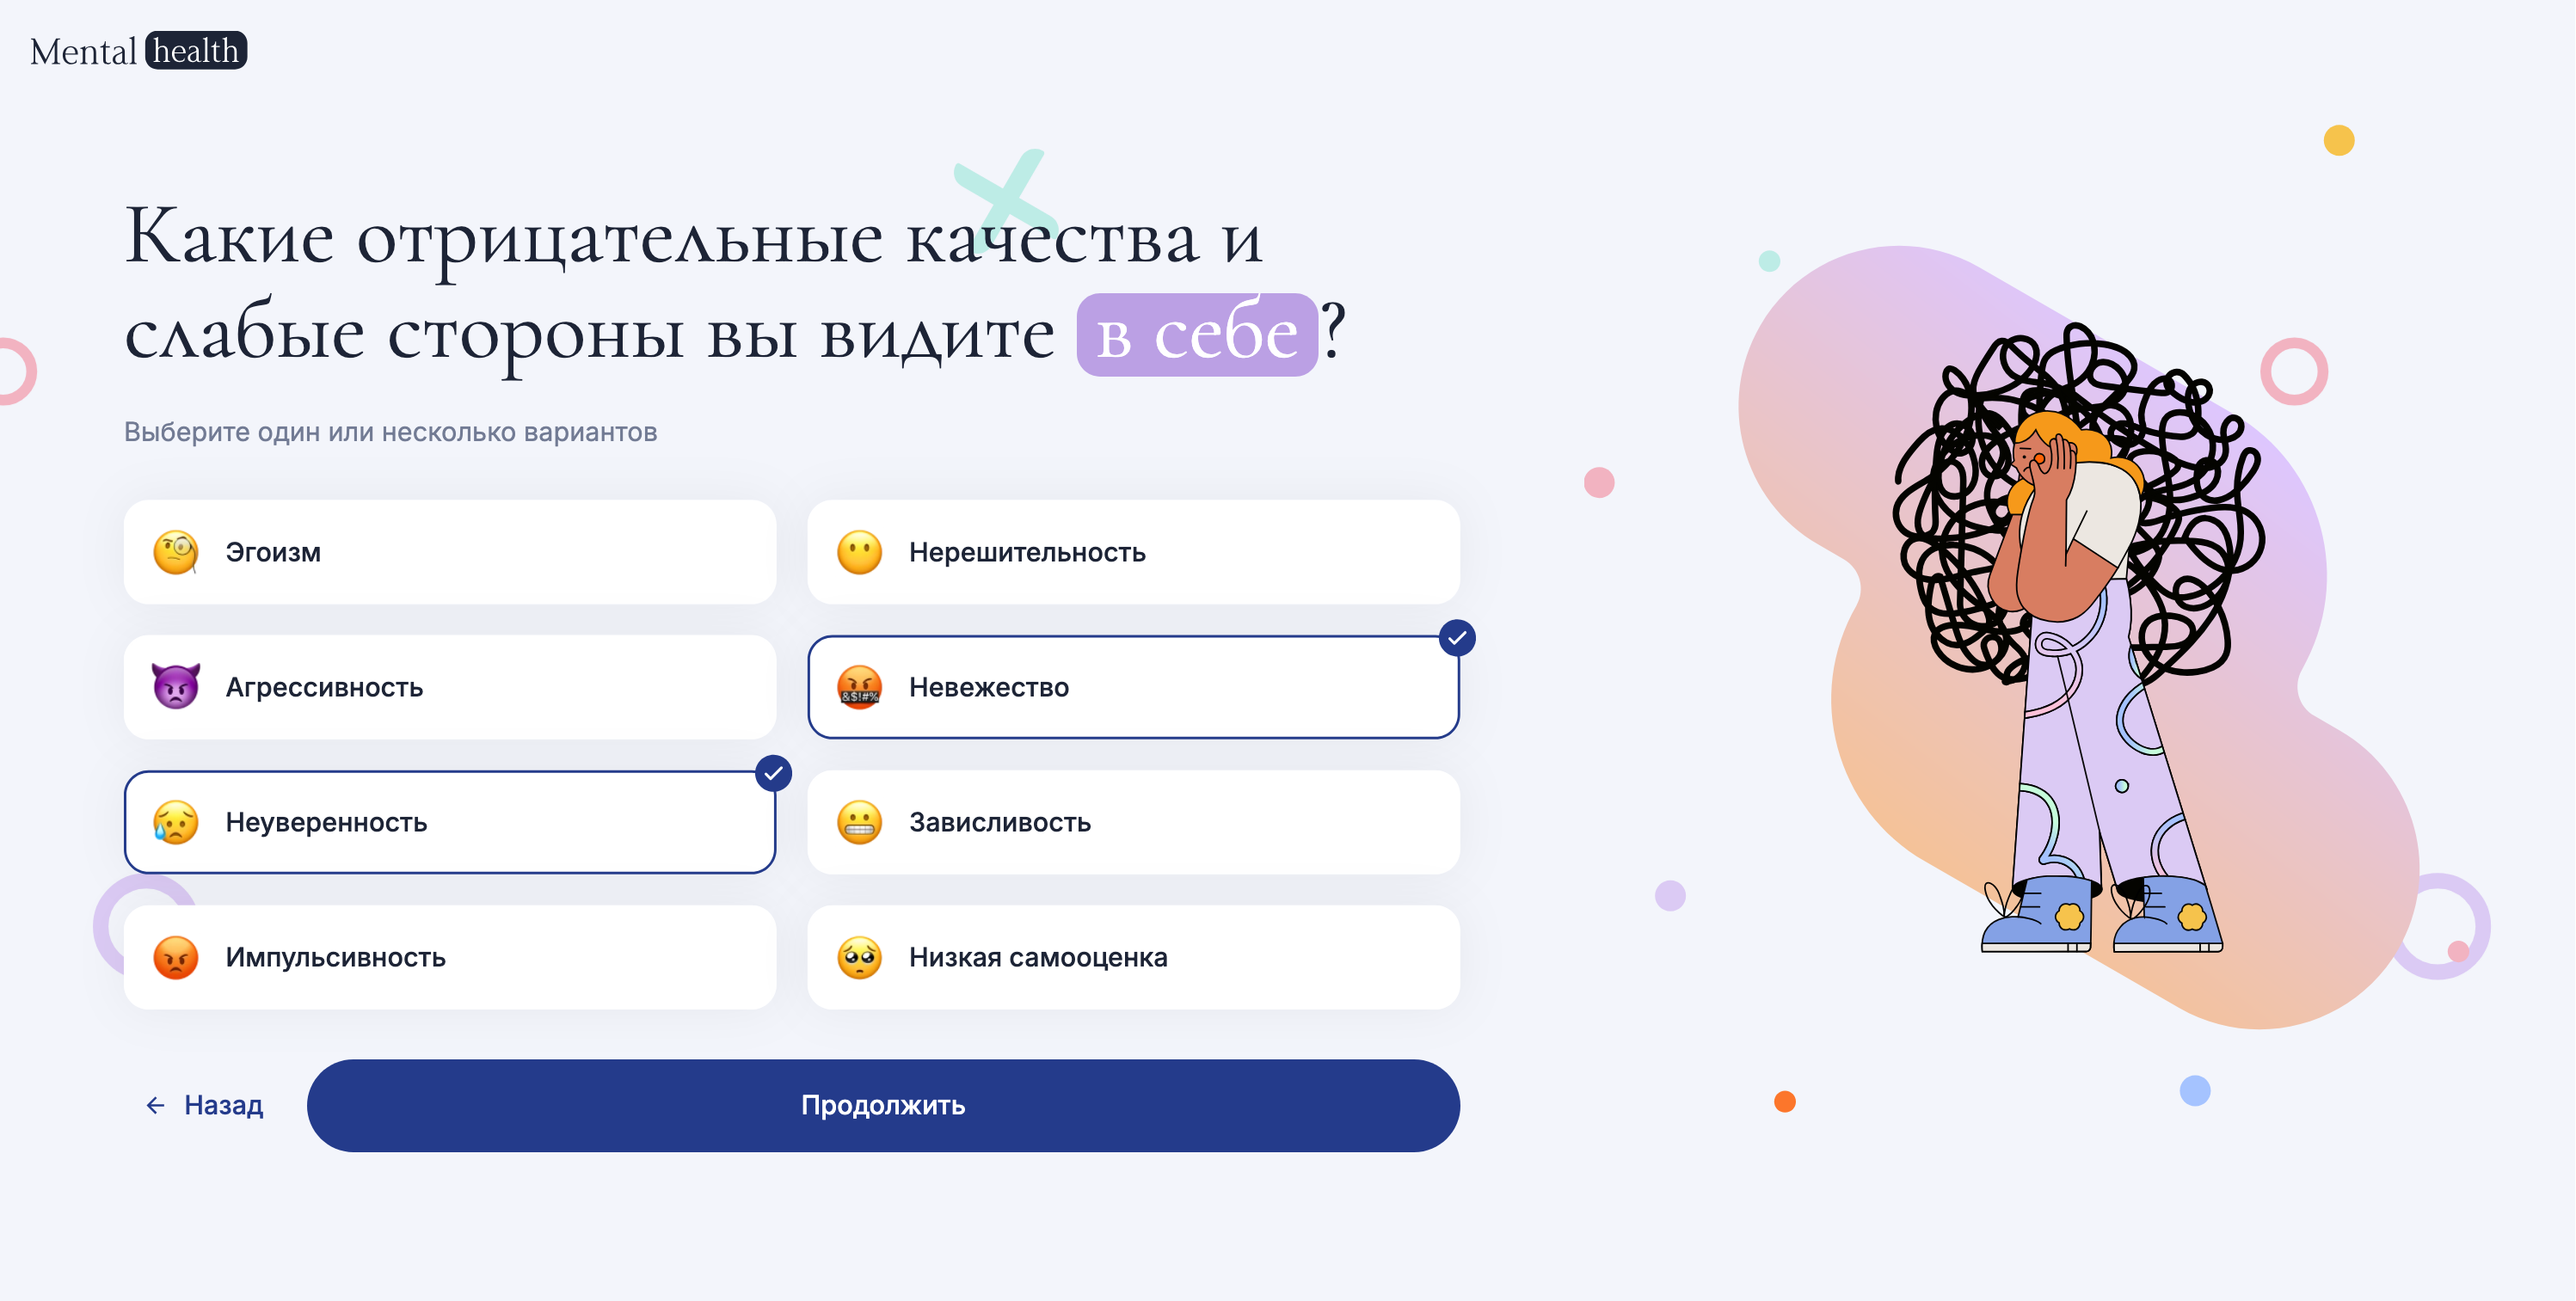 Mental health
Какие отрицательные качества и
слабые стороны вы видите в себе?
Выберите один или несколько вариантов
Эгоизм
Нерешительность
Агрессивность
&$!#%
Невежество
Неуверенность
Зависливость
Импульсивность
Низкая самооценка
← Назад
Продолжить